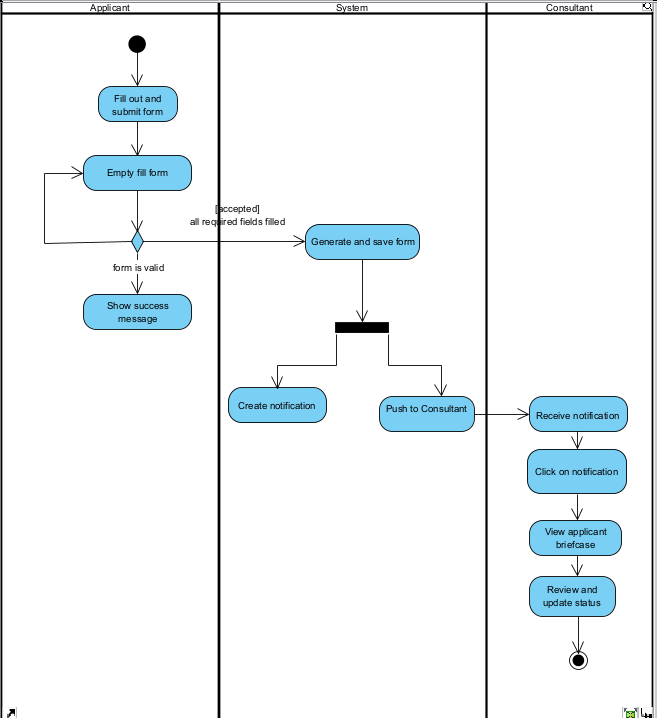 Applicant
System
Consultant
Fill out and
submit form
Empty fill form
[accepted]
all required fields filled
Generate and save form
form is valid
Show success
message
Create notification
Push to Consultant
Receive notification
Click on notification
View applicant
briefcase
Review and
update status